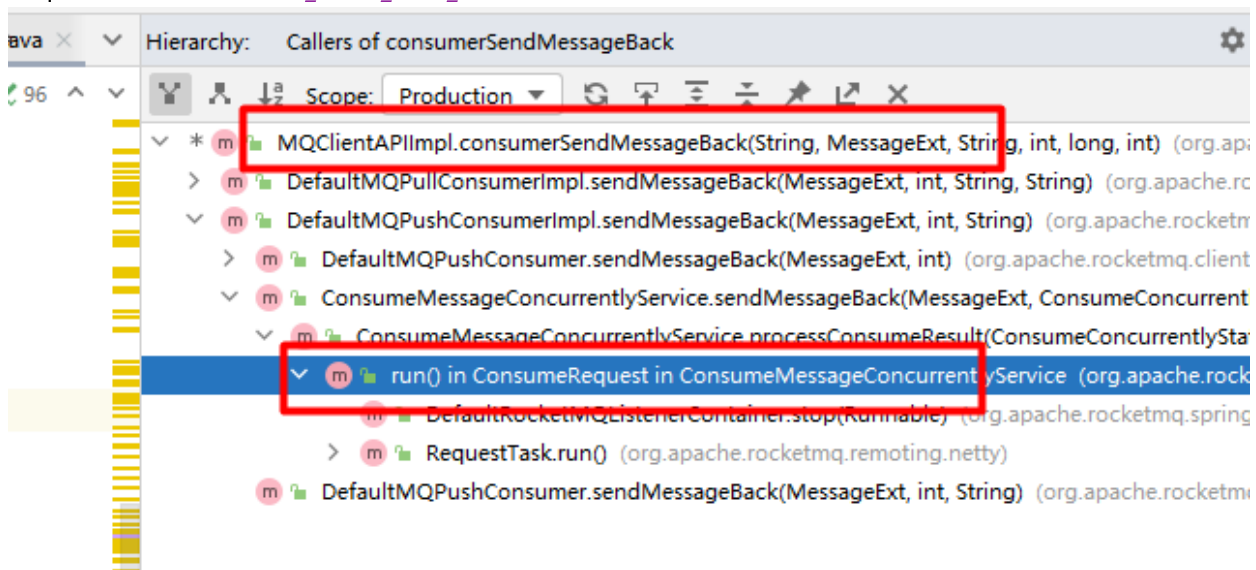 ava Hierarchy: Callers of consumerSendMessageBack
96 Scope: Production
* m MQClientAPIImpl.consumerSendMessageBack(String, MessageExt, String, int, long, int) (org.apa
m DefaultMQPullConsumerImpl.sendMessageBack(MessageExt, int, String, String) (org.apache.ro
m DefaultMQPushConsumerImpl.sendMessageBack(MessageExt, int, String) (org.apache.rocketm
m DefaultMQPushConsumer.sendMessageBack(MessageExt, int) (org.apache.rocketmq.client
m ConsumeMessageConcurrentlyService.sendMessageBack(MessageExt, ConsumeConcurrent
m ConsumeMessageConcurrentlyService.processConsumeResult(ConsumeConcurrentlySta
m run() in ConsumeRequest in ConsumeMessageConcurrentlyService (org.apache.rock
m DefaultRocketMQListenerContainer.stop(Runnable) (org.apache.rocketmq.spring
m RequestTask.run() (org.apache.rocketmq.remoting.netty)
m DefaultMQPushConsumer.sendMessageBack(MessageExt, int, String) (org.apache.rocketm